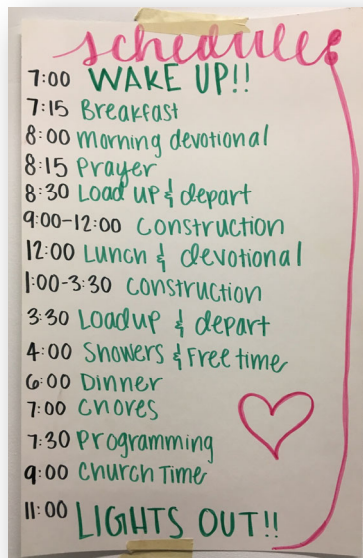 schedule:
7:00 WAKE UP!!
7:15 Breakfast
8:00 morning devotional
8:15 Prayer
8:30 Load up & depart
9:00-12:00 construction
12:00 Lunch & devotional
1:00-3:30 construction
3:30 Load up & depart
4:00 Showers & Free time
6:00 Dinner
7:00 Chores
7:30 Programming
9:00 Church Time
11:00 LIGHTS OUT!!